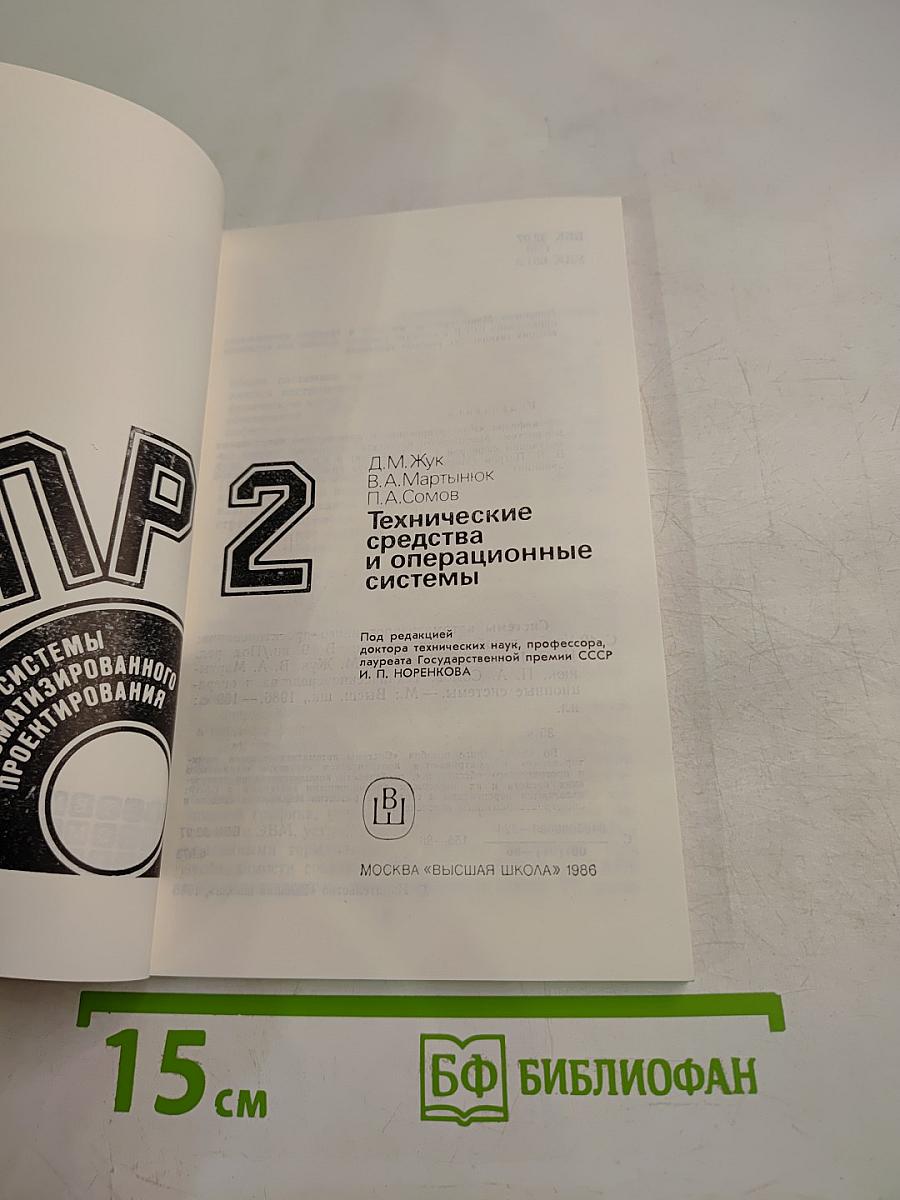 ПР
СИСТЕМЫ
МАТИЗИРОВАННОГО
ПРОЕКТИРОВАНИЯ
2
Д.М.Жук
В.А.Мартынюк
П.А.Сомов
Технические
средства
и операционные
системы
Под редакцией
доктора технических наук, профессора,
лауреата Государственной премии СССР
И. П. НОРЕНКОВА
В
Ш
МОСКВА «ВЫСШАЯ ШКОЛА» 1986
15 см
БФ БИБЛИОФАН